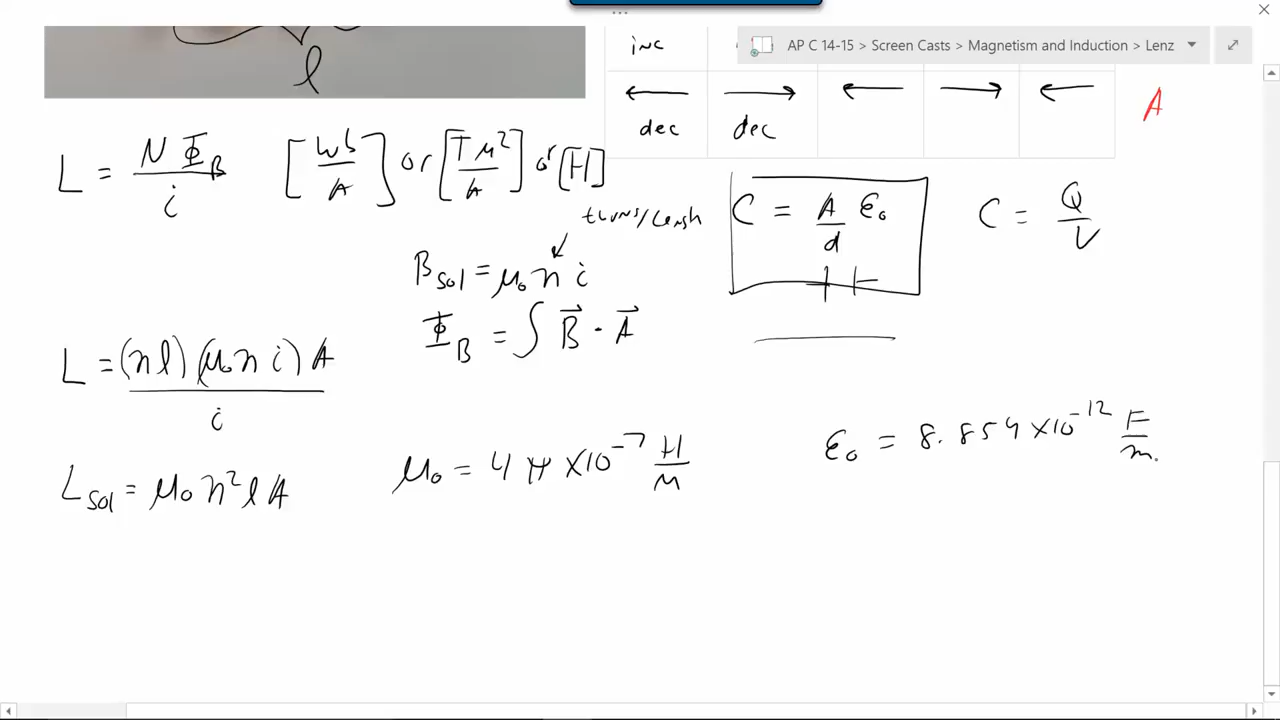 inc
AP C 14-15 > Screen Casts > Magnetism and Induction > Lenz
l
dec dec
A
L = N Φ_B / i [Wb/A] or [T m²/A] or [H]
turns/length
C = A/d ε₀
C = Q/V
B_sol = μ₀ n i
Φ_B = ∫ B⃗ · A⃗
L = (nl)(μ₀ n i) A / i
L_sol = μ₀ n² l A
μ₀ = 4π ×10⁻⁷ H/m
ε₀ = 8.854 ×10⁻¹² F/m